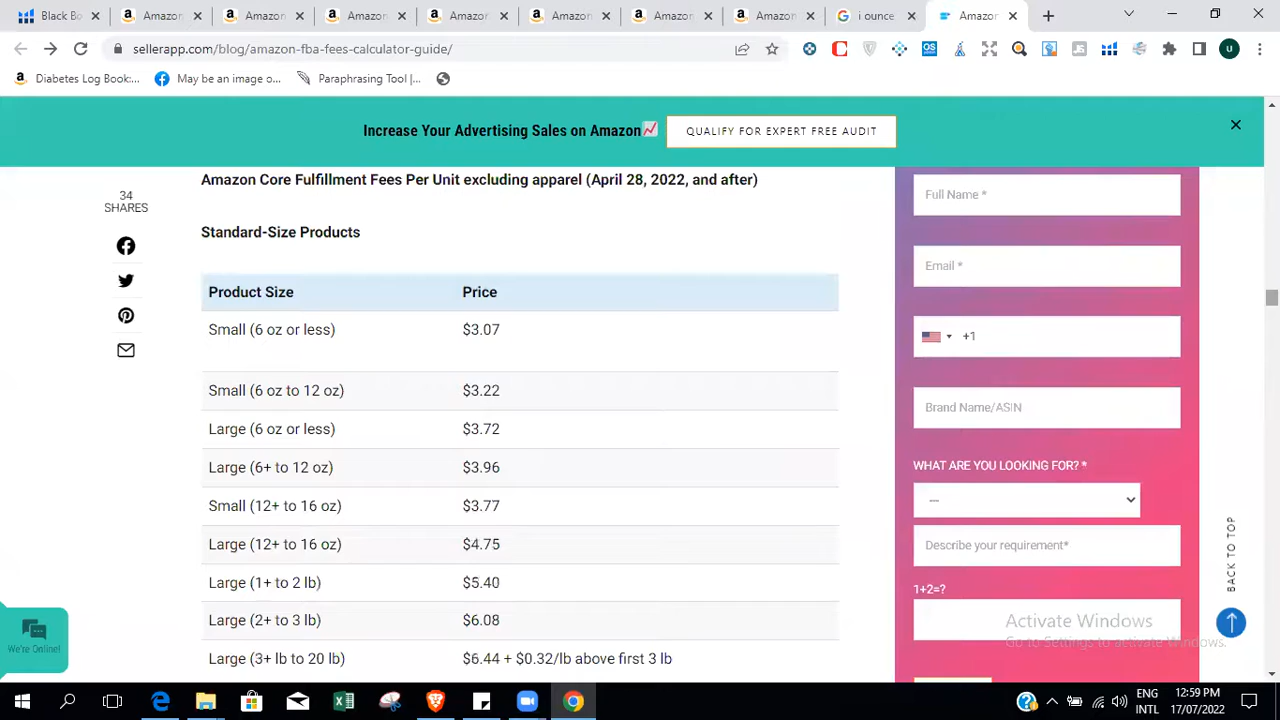 Black Bo
Amazon
Amazon
Amazon
Amazon
Amazon
Amazon
Amazon
i ounce
Amazon
sellerapp.com/blog/amazon-fba-fees-calculator-guide/
U
Diabetes Log Book:...
May be an image o...
Paraphrasing Tool |...
Increase Your Advertising Sales on Amazon
QUALIFY FOR EXPERT FREE AUDIT
34
SHARES
Amazon Core Fulfillment Fees Per Unit excluding apparel (April 28, 2022, and after)
Standard-Size Products
Product Size Price
Small (6 oz or less) $3.07
Small (6 oz to 12 oz) $3.22
Large (6 oz or less) $3.72
Large (6+ to 12 oz) $3.96
Small (12+ to 16 oz) $3.77
Large (12+ to 16 oz) $4.75
Large (1+ to 2 lb) $5.40
Large (2+ to 3 lb) $6.08
Large (3+ lb to 20 lb) $6.44 + $0.32/lb above first 3 lb
Full Name *
Email *
+1
Brand Name/ASIN
WHAT ARE YOU LOOKING FOR? *
---
Describe your requirement*
1+2=?
BACK TO TOP
We're Online!
Activate Windows
Go to Settings to activate Windows.
ENG
INTL
12:59 PM
17/07/2022